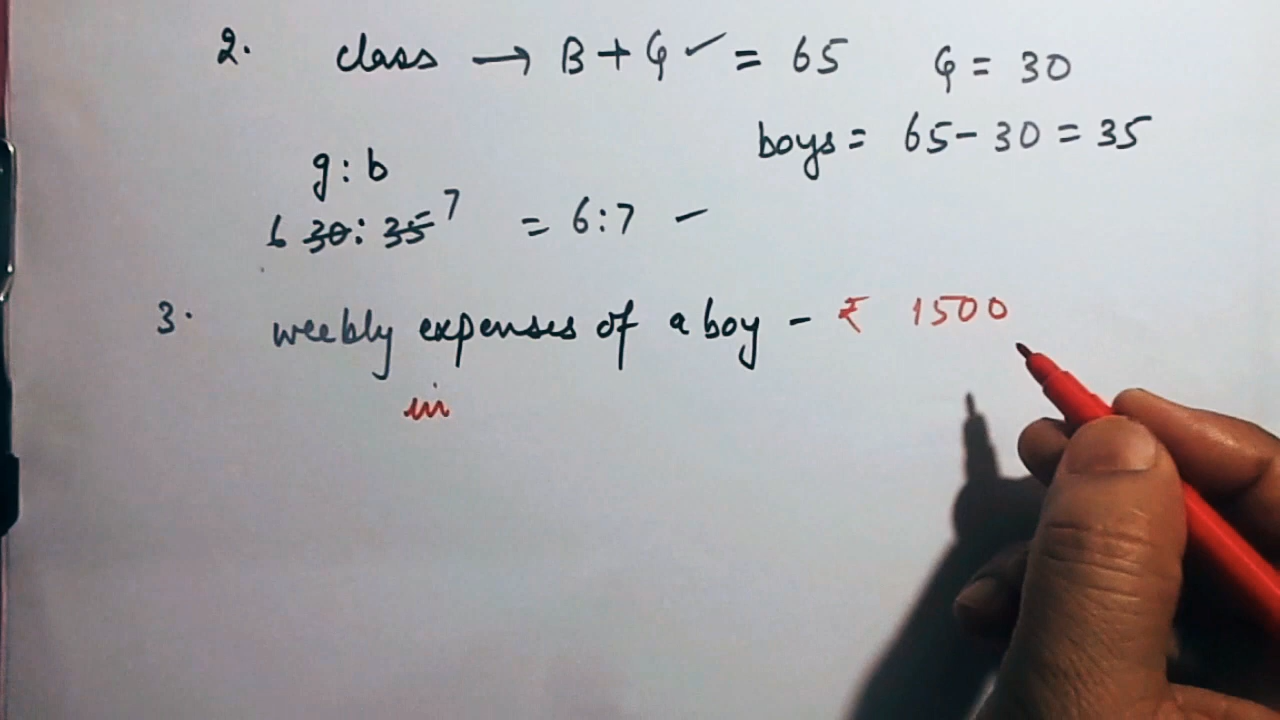 2. class → B + G ✓ = 65 G = 30
boys = 65 - 30 = 35
g : b
6 30 : 35 7 = 6:7 –
3. weekly expenses of a boy - ₹ 1500
in